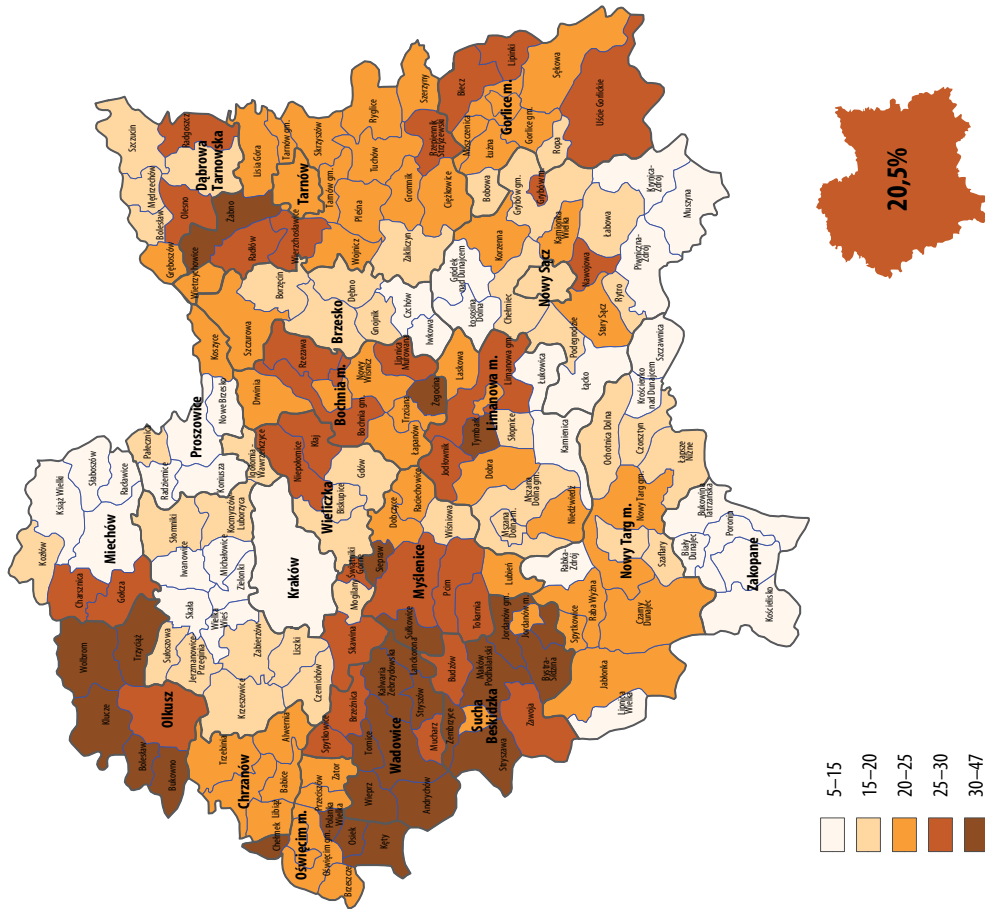 Szczucin
Mędrzechów
Bolesław
Radgoszcz
Dąbrowa
Tarnowska
Olesno
Gręboszów
Żabno
Wietrzychowice
Radłów
Wierzchosławice
Lisia Góra
Tarnów gm.
Tarnów
Skrzyszów
Tarnów gm.
Ryglice
Szerzyny
Tuchów
Pleśna
Wojnicz
Gromnik
Rzepiennik
Strzyżewski
Ciężkowice
Zakliczyn
Biecz
Lipinki
Moszczenica
Łużna
Gorlice m.
Gorlice gm.
Sękowa
Ropa
Uście Gorlickie
Bobowa
Grybów gm.
Grybów m.
Korzenna
Kamionka
Wielka
Krynica-
Zdrój
Łabowa
Muszyna
Nowy Sącz
Nawojowa
Piwniczna-
Zdrój
Rytro
Stary Sącz
Podegrodzie
Chełmiec
Gródek
nad Dunajcem
Łososina
Dolna
Łącko
Łukowica
Borzęcin
Szczurowa
Brzesko
Dębno
Gnojnik
Czchów
Iwkowa
Koszyce
Drwinia
Rzezawa
Bochnia m.
Bochnia gm.
Nowy
Wiśnicz
Lipnica
Murowana
Żegocina
Trzciana
Łapanów
Laskowa
Limanowa gm.
Limanowa m.
Tymbark
Jodłownik
Słopnice
Dobra
Kamienica
Mszana
Dolna gm.
Mszana
Dolna m.
Niedźwiedź
Szczawnica
Krościenko
nad Dunajcem
Ochotnica Dolna
Czorsztyn
Łapsze
Niżne
Nowy Targ gm.
Nowy Targ m.
Szaflary
Bukowina
Tatrzańska
Biały
Dunajec
Poronin
Zakopane
Kościelisko
Rabka-
Zdrój
Raba Wyżna
Spytkowice
Czarny
Dunajec
Jabłonka
Lipnica
Wielka
Nowe Brzesko
Proszowice
Pałecznica
Radziemice
Koniusza
Igołomia -
Wawrzeńczyce
Niepołomice
Kłaj
Gdów
Wieliczka
Biskupice
Książ Wielki
Słaboszów
Racławice
Miechów
Kozłów
Charsznica
Gołcza
Słomniki
Kocmyrzów
Luborzyca
Iwanowice
Michałowice
Zielonki
Skała
Wielka
Wieś
Sułoszowa
Jerzmanowice
Przeginia
Zabierzów
Krzeszowice
Liszki
Czernichów
Kraków
Świątniki
Górne
Mogilany
Skawina
Siepraw
Dobczyce
Raciechowice
Wiśniowa
Myślenice
Pcim
Lubień
Tokarnia
Sułkowice
Wolbrom
Trzyciąż
Klucze
Olkusz
Bolesław
Bukowno
Trzebinia
Chrzanów
Alwernia
Babice
Libiąż
Chełmek
Oświęcim m.
Oświęcim gm.
Przeciszów
Zator
Polanka
Wielka
Osiek
Brzeszcze
Kęty
Spytkowice
Brzeźnica
Kalwaria
Zebrzydowska
Lanckorona
Tomice
Wadowice
Stryszów
Wieprz
Andrychów
Mucharz
Zembrzyce
Budzów
Maków
Podhalański
Sucha
Beskidzka
Stryszawa
Zawoja
Bystra-
Sidzina
Jordanów gm.
Jordanów m.
20,5%
5–15
15–20
20–25
25–30
30–47